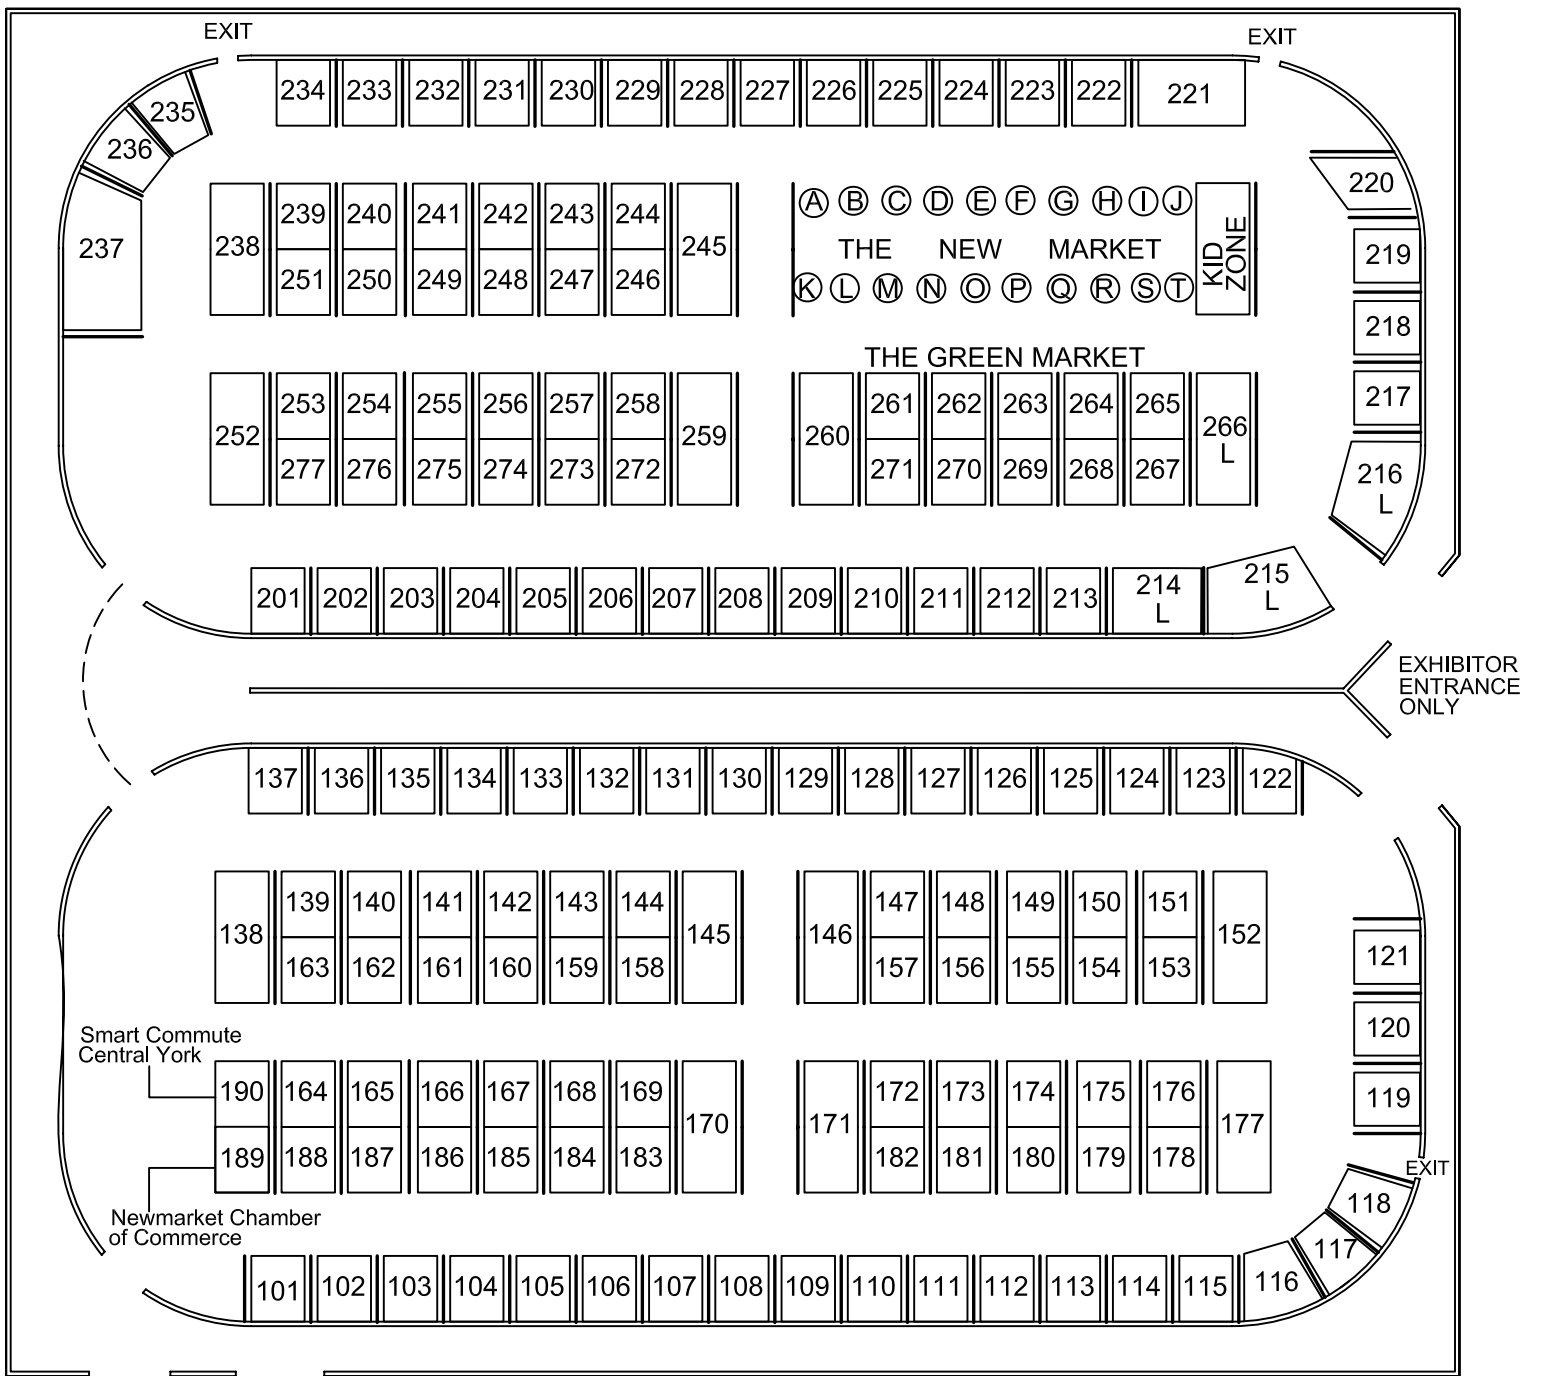 EXIT
EXIT
234 233 232 231 230 229 228 227 226 225 224 223 222 221
235
236
237
220
239 240 241 242 243 244
A B C D E F G H I J
238
245
THE NEW MARKET
KID
ZONE
219
251 250 249 248 247 246
K L M N O P Q R S T
218
THE GREEN MARKET
253 254 255 256 257 258
261 262 263 264 265
217
252
259
260
266
L
277 276 275 274 273 272
271 270 269 268 267
216
L
201 202 203 204 205 206 207 208 209 210 211 212 213
214
L
215
L
EXHIBITOR
ENTRANCE
ONLY
137 136 135 134 133 132 131 130 129 128 127 126 125 124 123 122
139 140 141 142 143 144
147 148 149 150 151
138
145
146
152
121
163 162 161 160 159 158
157 156 155 154 153
120
Smart Commute
Central York
190 164 165 166 167 168 169
172 173 174 175 176
119
170
171
177
189 188 187 186 185 184 183
182 181 180 179 178
EXIT
118
Newmarket Chamber
of Commerce
117
116
101 102 103 104 105 106 107 108 109 110 111 112 113 114 115